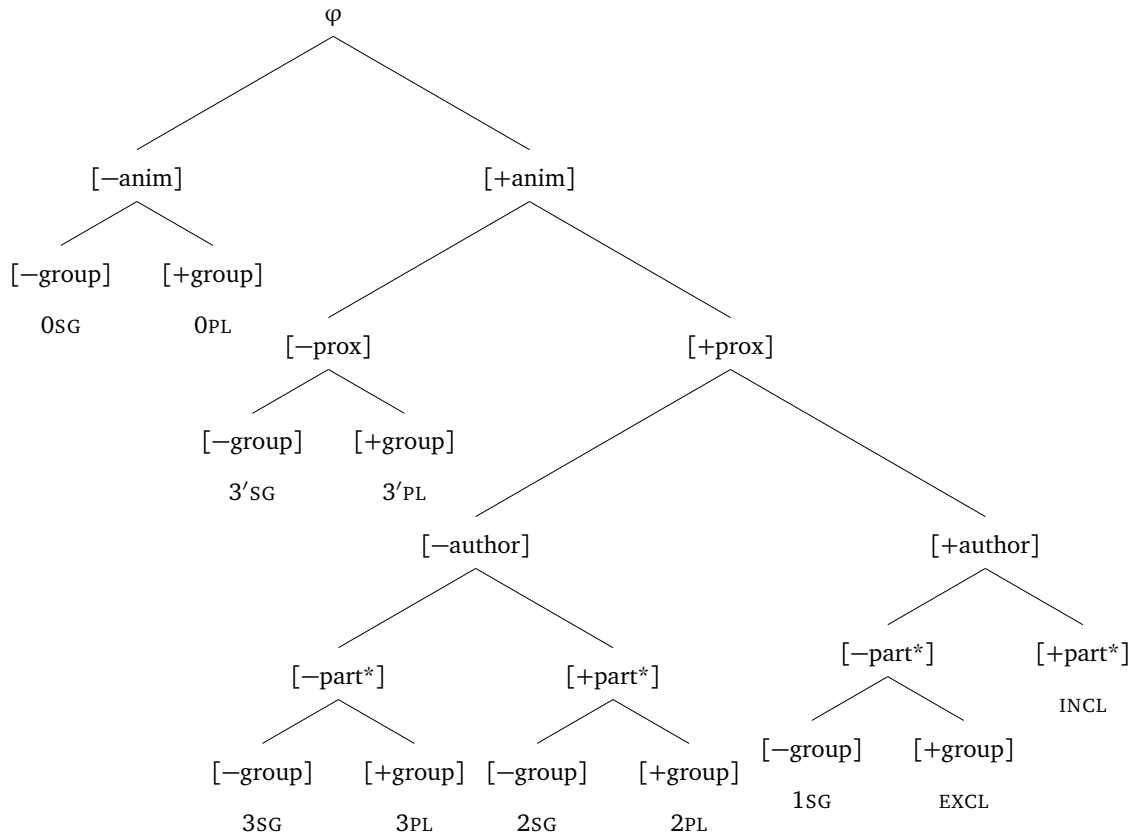 φ
[−anim] [+anim]
[−group] [+group]
0SG 0PL
[−prox] [+prox]
[−group] [+group]
3′SG 3′PL
[−author] [+author]
[−part*] [+part*]
INCL
[−part*] [+part*]
[−group] [+group]
1SG EXCL
[−group] [+group] [−group] [+group]
3SG 3PL 2SG 2PL